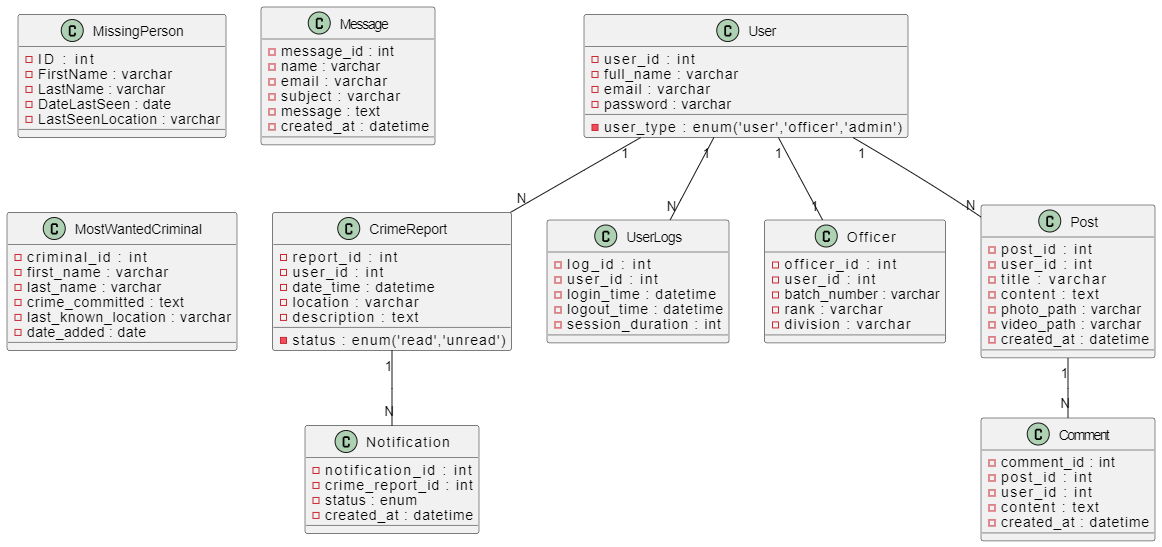 C MissingPerson
ID : int
FirstName : varchar
LastName : varchar
DateLastSeen : date
LastSeenLocation : varchar
C Message
message_id : int
name : varchar
email : varchar
subject : varchar
message : text
created_at : datetime
C User
user_id : int
full_name : varchar
email : varchar
password : varchar
user_type : enum('user','officer','admin')
1
1
1
1
N
N
1
N
C MostWantedCriminal
criminal_id : int
first_name : varchar
last_name : varchar
crime_committed : text
last_known_location : varchar
date_added : date
C CrimeReport
report_id : int
user_id : int
date_time : datetime
location : varchar
description : text
status : enum('read','unread')
C UserLogs
log_id : int
user_id : int
login_time : datetime
logout_time : datetime
session_duration : int
C Officer
officer_id : int
user_id : int
batch_number : varchar
rank : varchar
division : varchar
C Post
post_id : int
user_id : int
title : varchar
content : text
photo_path : varchar
video_path : varchar
created_at : datetime
1
N
1
N
C Notification
notification_id : int
crime_report_id : int
status : enum
created_at : datetime
C Comment
comment_id : int
post_id : int
user_id : int
content : text
created_at : datetime